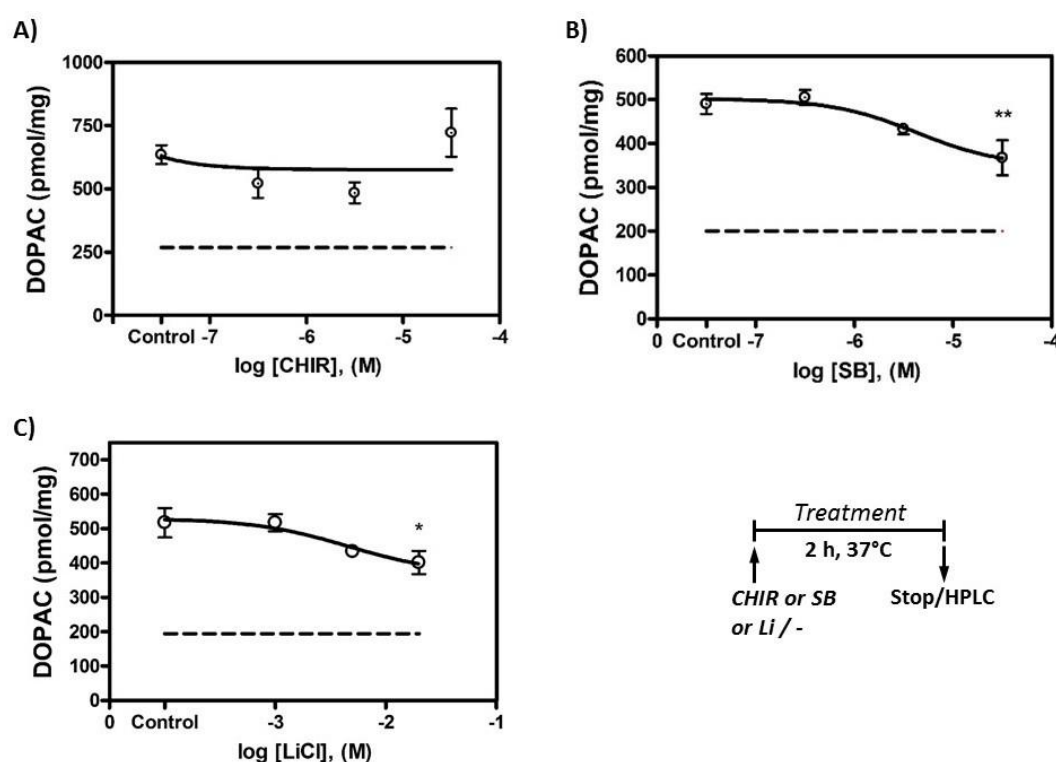 A)
1000
750
500
250
0
DOPAC (pmol/mg)
Control -7 -6 -5 -4
log [CHIR], (M)
B)
600
500
400
300
200
100
0
DOPAC (pmol/mg)
**
0 Control -7 -6 -5 -4
log [SB], (M)
C)
700
600
500
400
300
200
100
0
DOPAC (pmol/mg)
*
0 Control -3 -2 -1
log [LiCl], (M)
Treatment
2 h, 37°C
CHIR or SB
or Li / -
Stop/HPLC